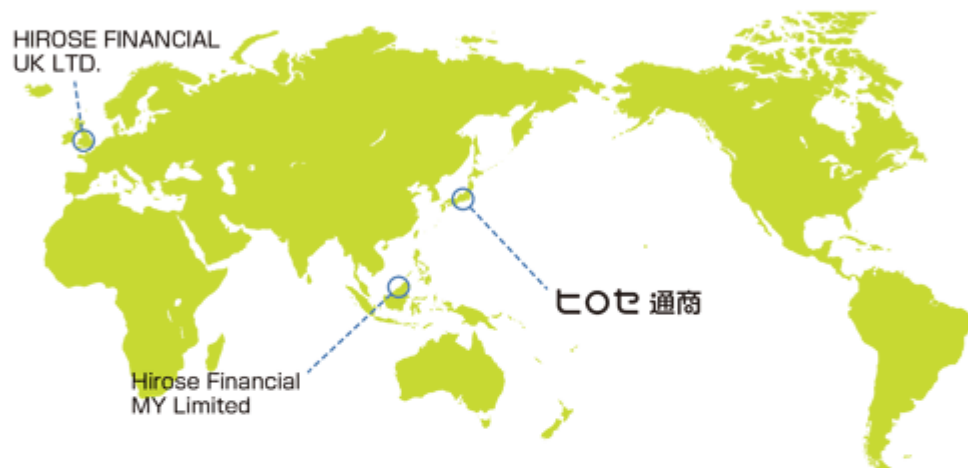 HIROSE FINANCIAL
UK LTD.
ヒロセ 通商
Hirose Financial
MY Limited